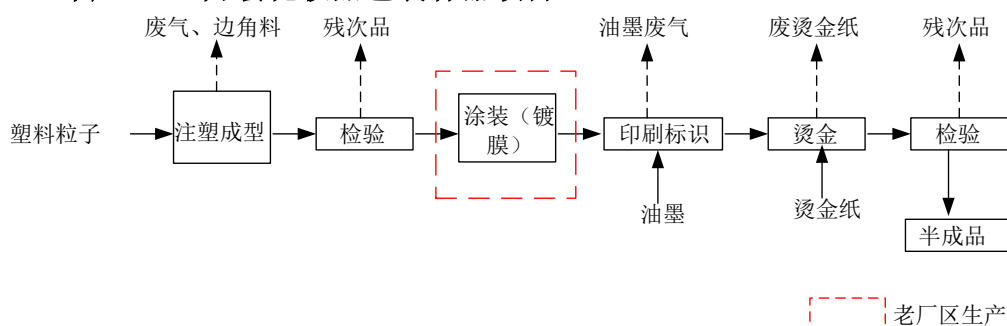 废气、边角料
残次品
油墨废气
废烫金纸
残次品
塑料粒子
注塑成型
检验
涂装（镀
膜）
印刷标识
烫金
检验
油墨
烫金纸
半成品
老厂区生产